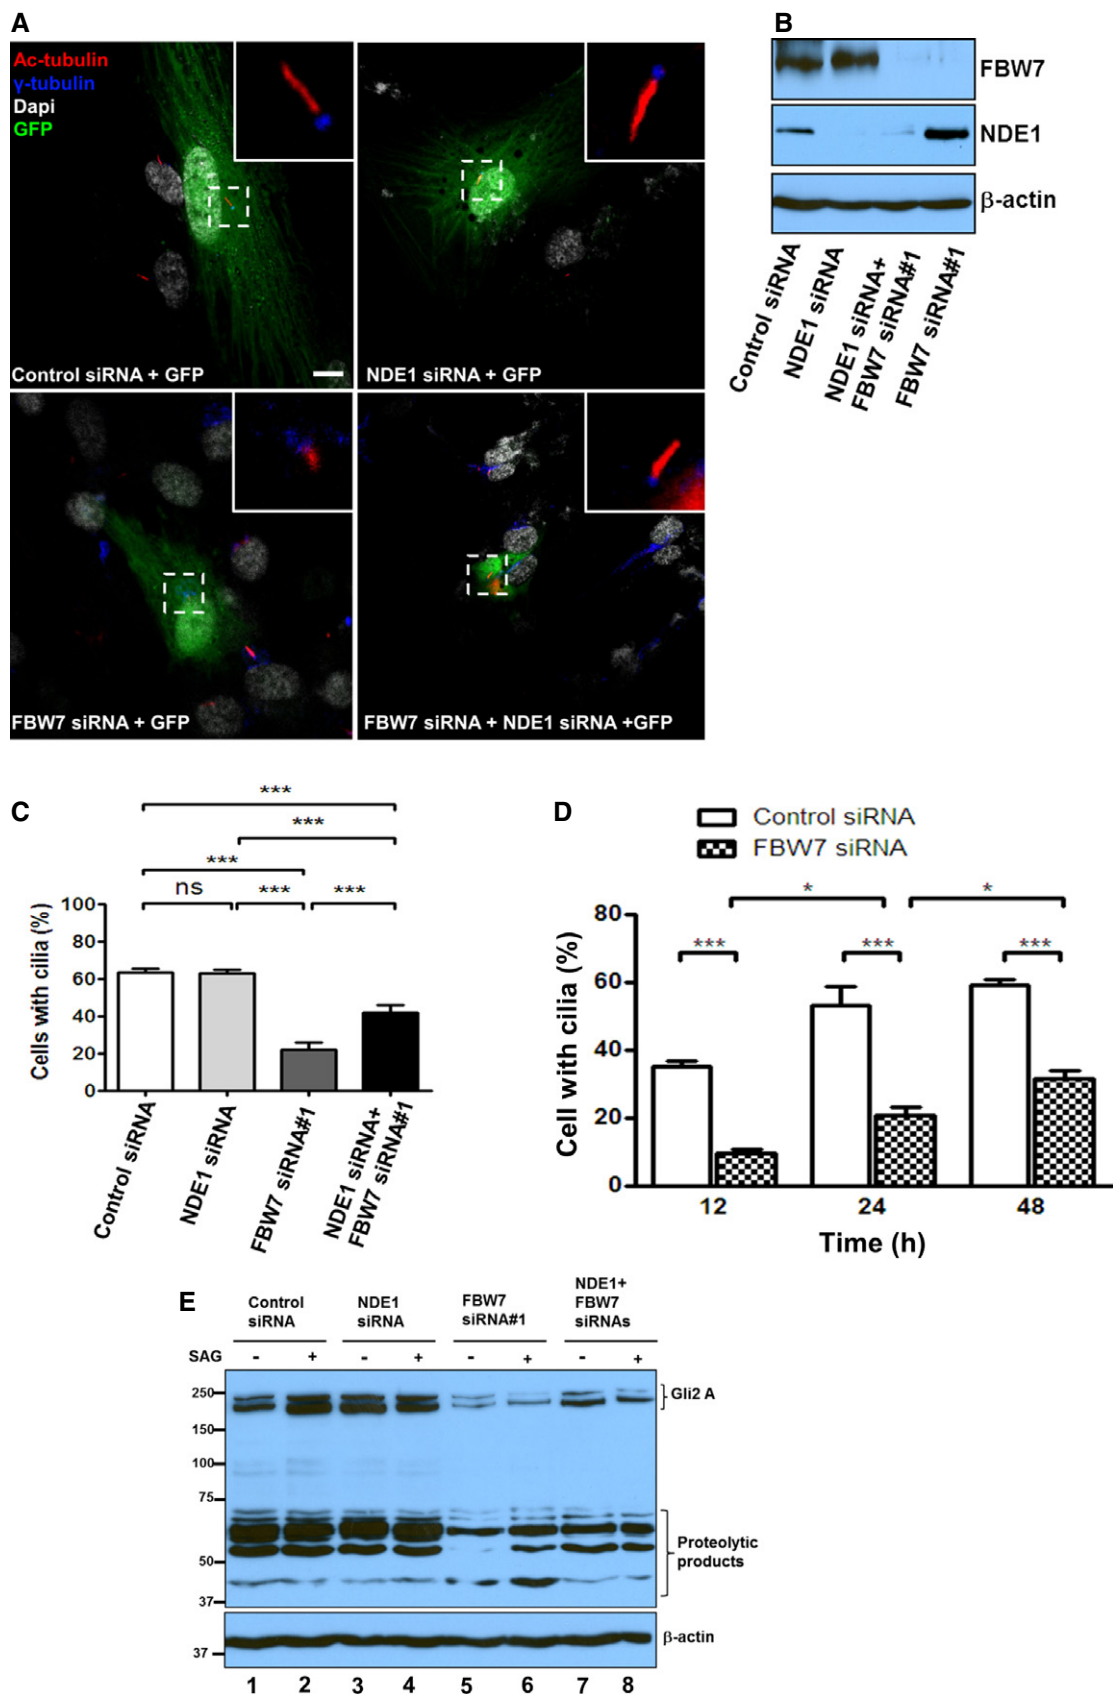 A
Ac-tubulin
γ-tubulin
Dapi
GFP
Control siRNA + GFP
NDE1 siRNA + GFP
FBW7 siRNA + GFP
FBW7 siRNA + NDE1 siRNA +GFP
B
FBW7
NDE1
β-actin
Control siRNA
NDE1 siRNA
NDE1 siRNA+
FBW7 siRNA#1
FBW7 siRNA#1
C
***
***
***
ns
***
***
Cells with cilia (%)
100
80
60
40
20
0
Control siRNA
NDE1 siRNA
FBW7 siRNA#1
NDE1 siRNA+
FBW7 siRNA#1
D
Control siRNA
FBW7 siRNA
*
*
***
***
***
Cell with cilia (%)
80
60
40
20
0
12
24
48
Time (h)
E
Control
siRNA
NDE1
siRNA
FBW7
siRNA#1
NDE1+
FBW7
siRNAs
SAG
-
+
-
+
-
+
-
+
250
150
100
75
50
37
Gli2 A
Proteolytic
products
37
β-actin
1
2
3
4
5
6
7
8